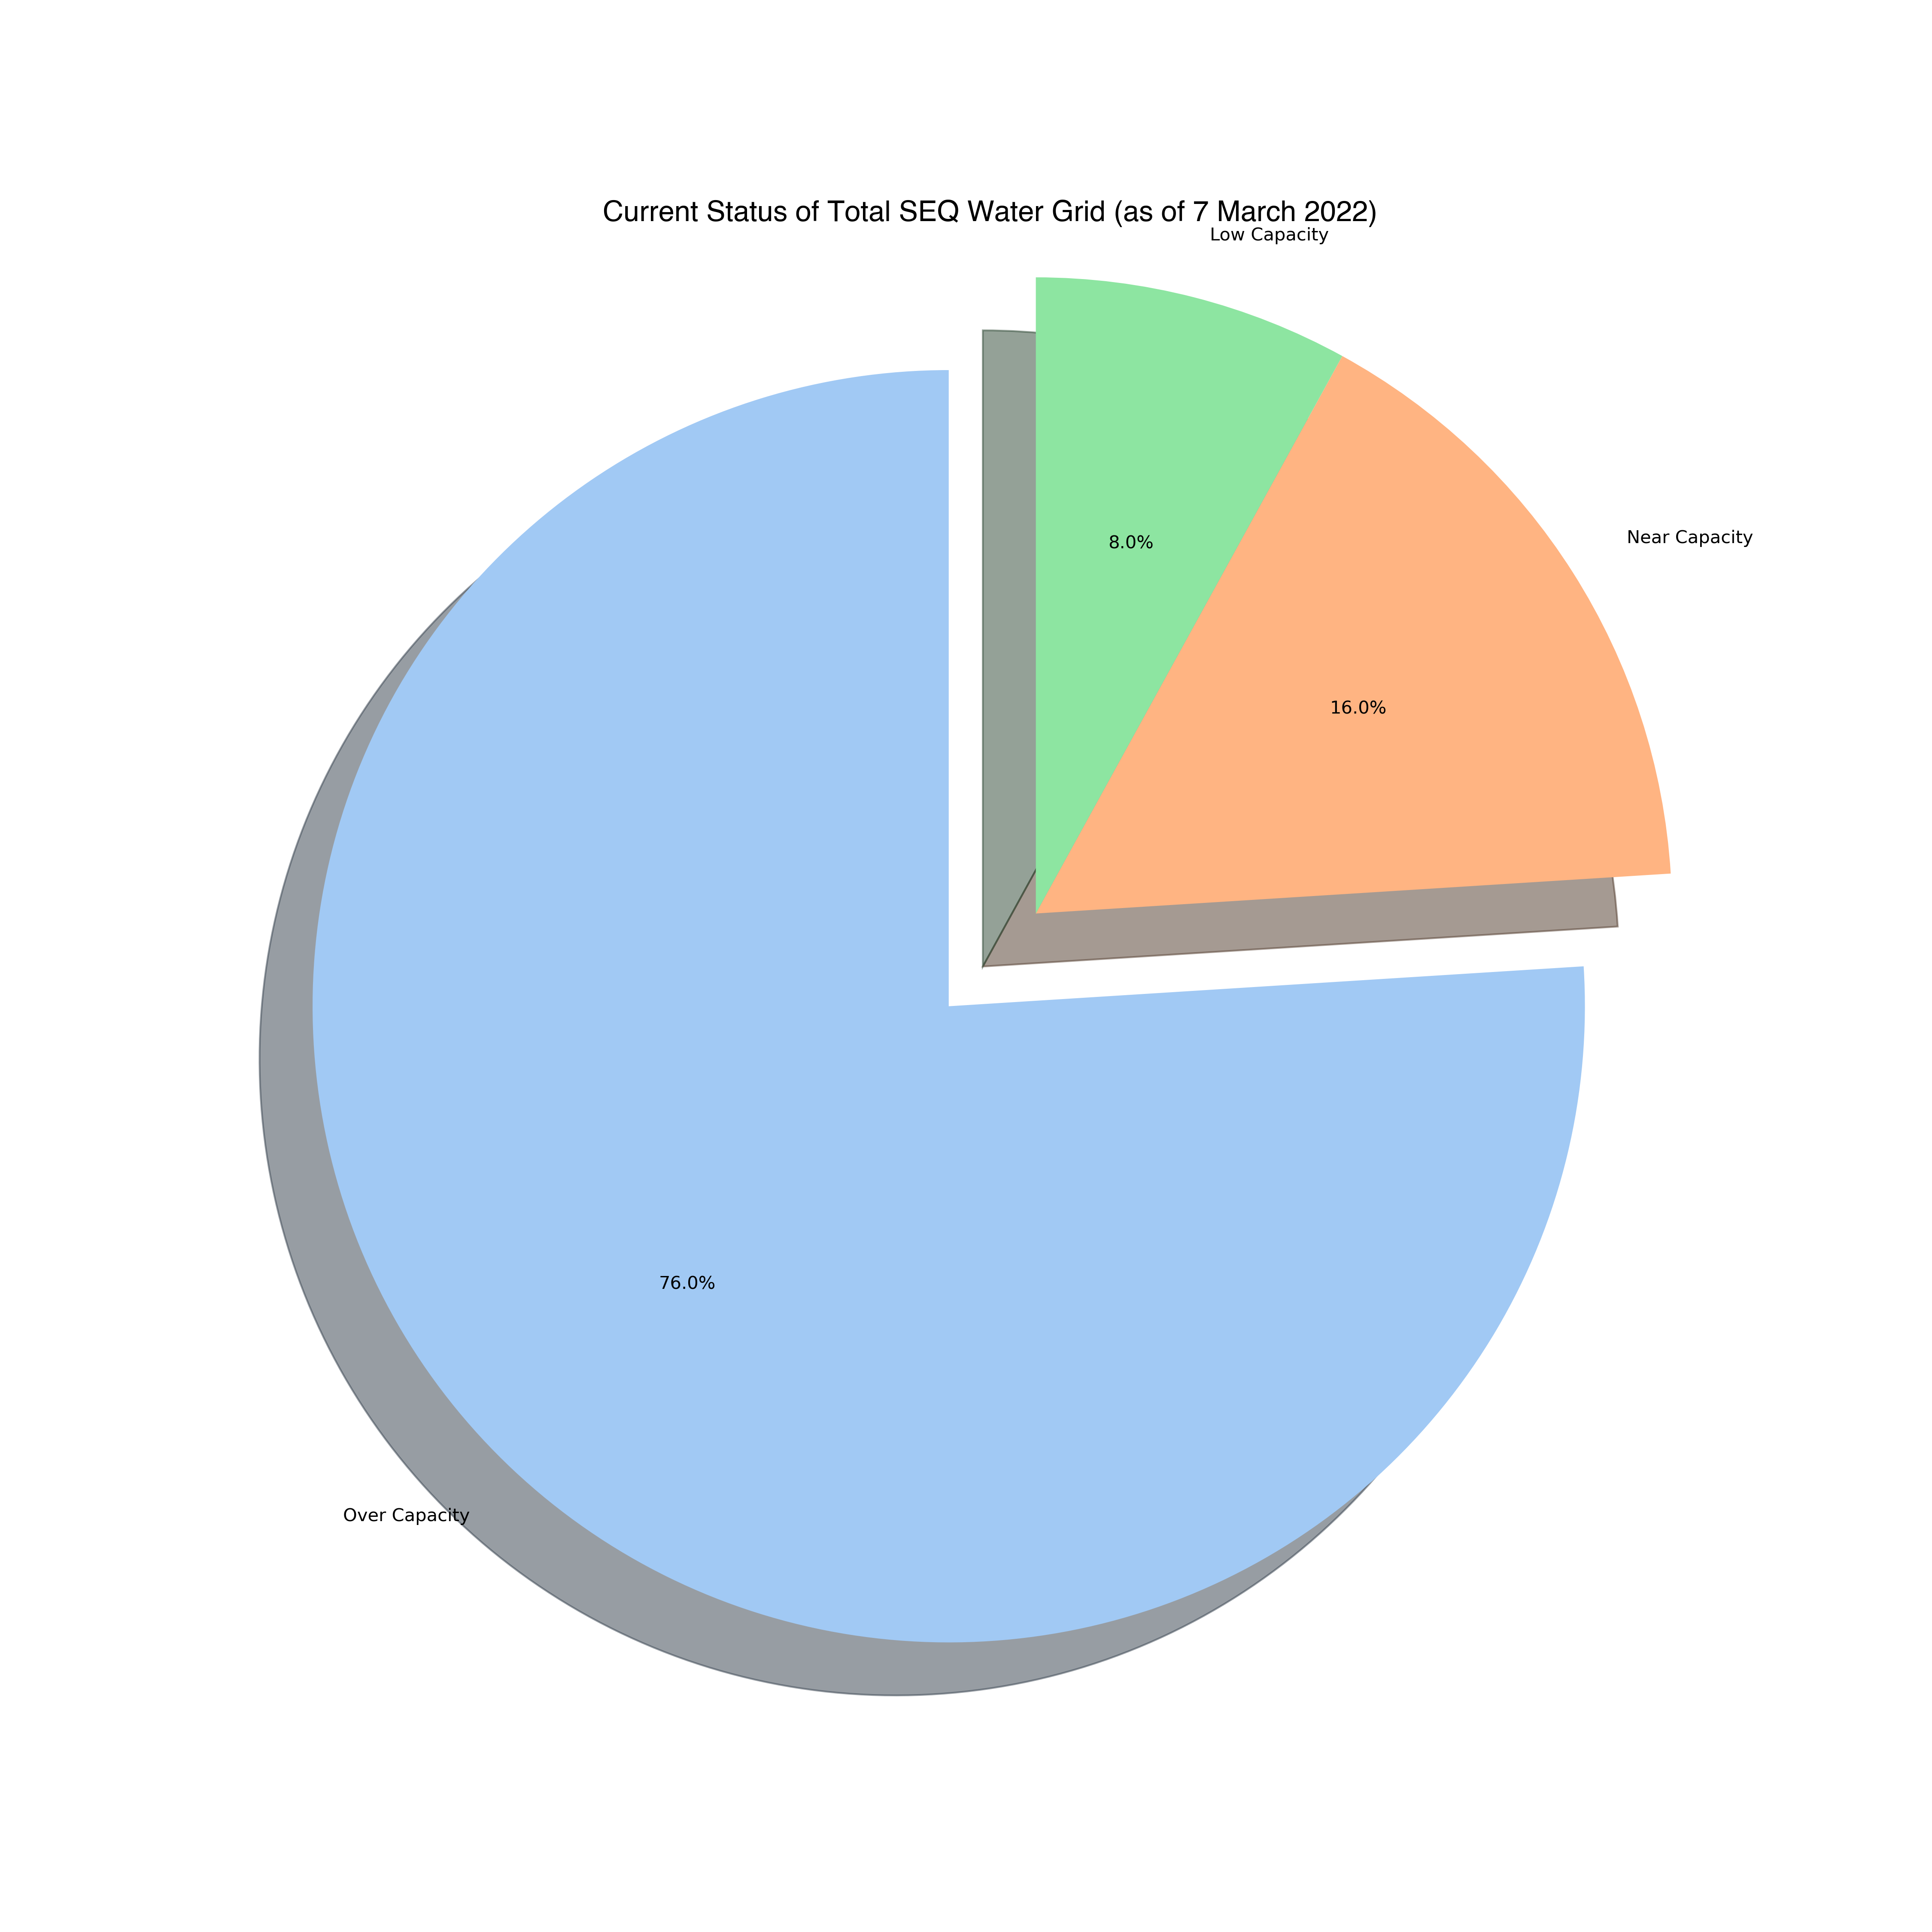 Current Status of Total SEQ Water Grid (as of 7 March 2022)
Low Capacity
Near Capacity
8.0%
16.0%
76.0%
Over Capacity